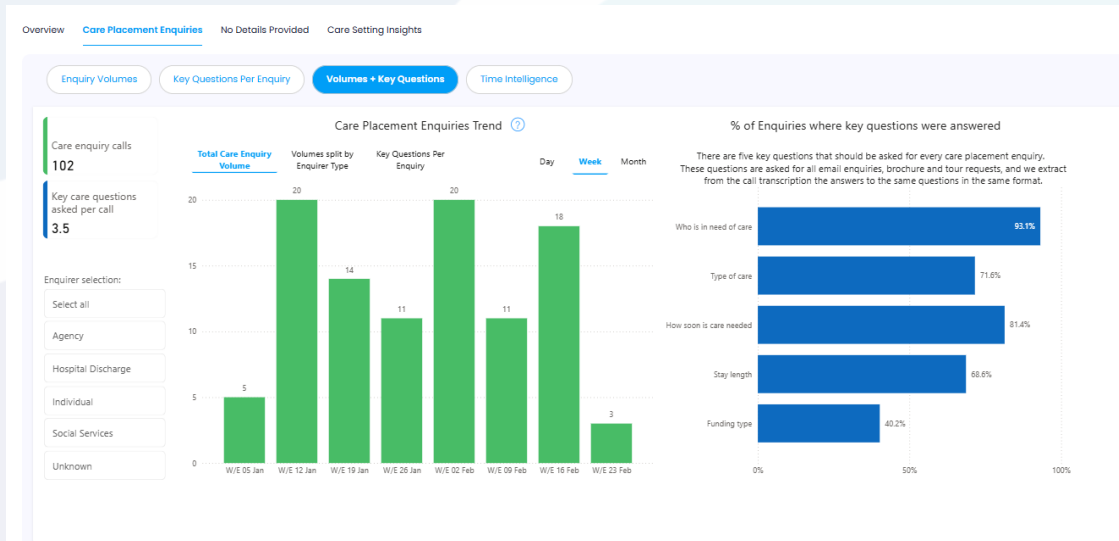 Overview Care Placement Enquiries No Details Provided Care Setting Insights
Enquiry Volumes Key Questions Per Enquiry Volumes + Key Questions Time Intelligence
Care enquiry calls
102
Key care questions
asked per call
3.5
Enquirer selection:
Select all
Agency
Hospital Discharge
Individual
Social Services
Unknown
Care Placement Enquiries Trend ?
Total Care Enquiry
Volume
Volumes split by
Enquirer Type
Key Questions Per
Enquiry
Day Week Month
20
15
10
5
0
5
20
14
11
20
11
18
3
W/E 05 Jan W/E 12 Jan W/E 19 Jan W/E 26 Jan W/E 02 Feb W/E 09 Feb W/E 16 Feb W/E 23 Feb
% of Enquiries where key questions were answered
There are five key questions that should be asked for every care placement enquiry.
These questions are asked for all email enquiries, brochure and tour requests, and we extract
from the call transcription the answers to the same questions in the same format.
Who is in need of care 93.1%
Type of care 71.6%
How soon is care needed 81.4%
Stay length 68.6%
Funding type 40.2%
0% 50% 100%